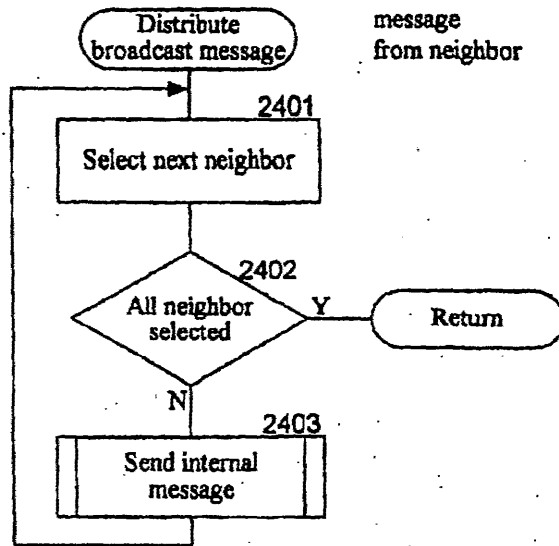 Distribute
broadcast message
message
from neighbor
2401
Select next neighbor
2402
All neighbor
selected
Y
Return
N
2403
Send internal
message